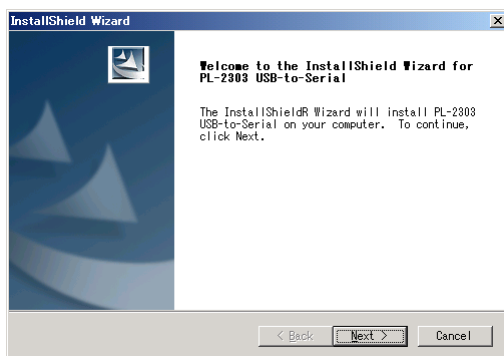 InstallShield Wizard
Welcome to the InstallShield Wizard for
PL-2303 USB-to-Serial
The InstallShieldR Wizard will install PL-2303
USB-to-Serial on your computer. To continue,
click Next.
< Back
Next >
Cancel